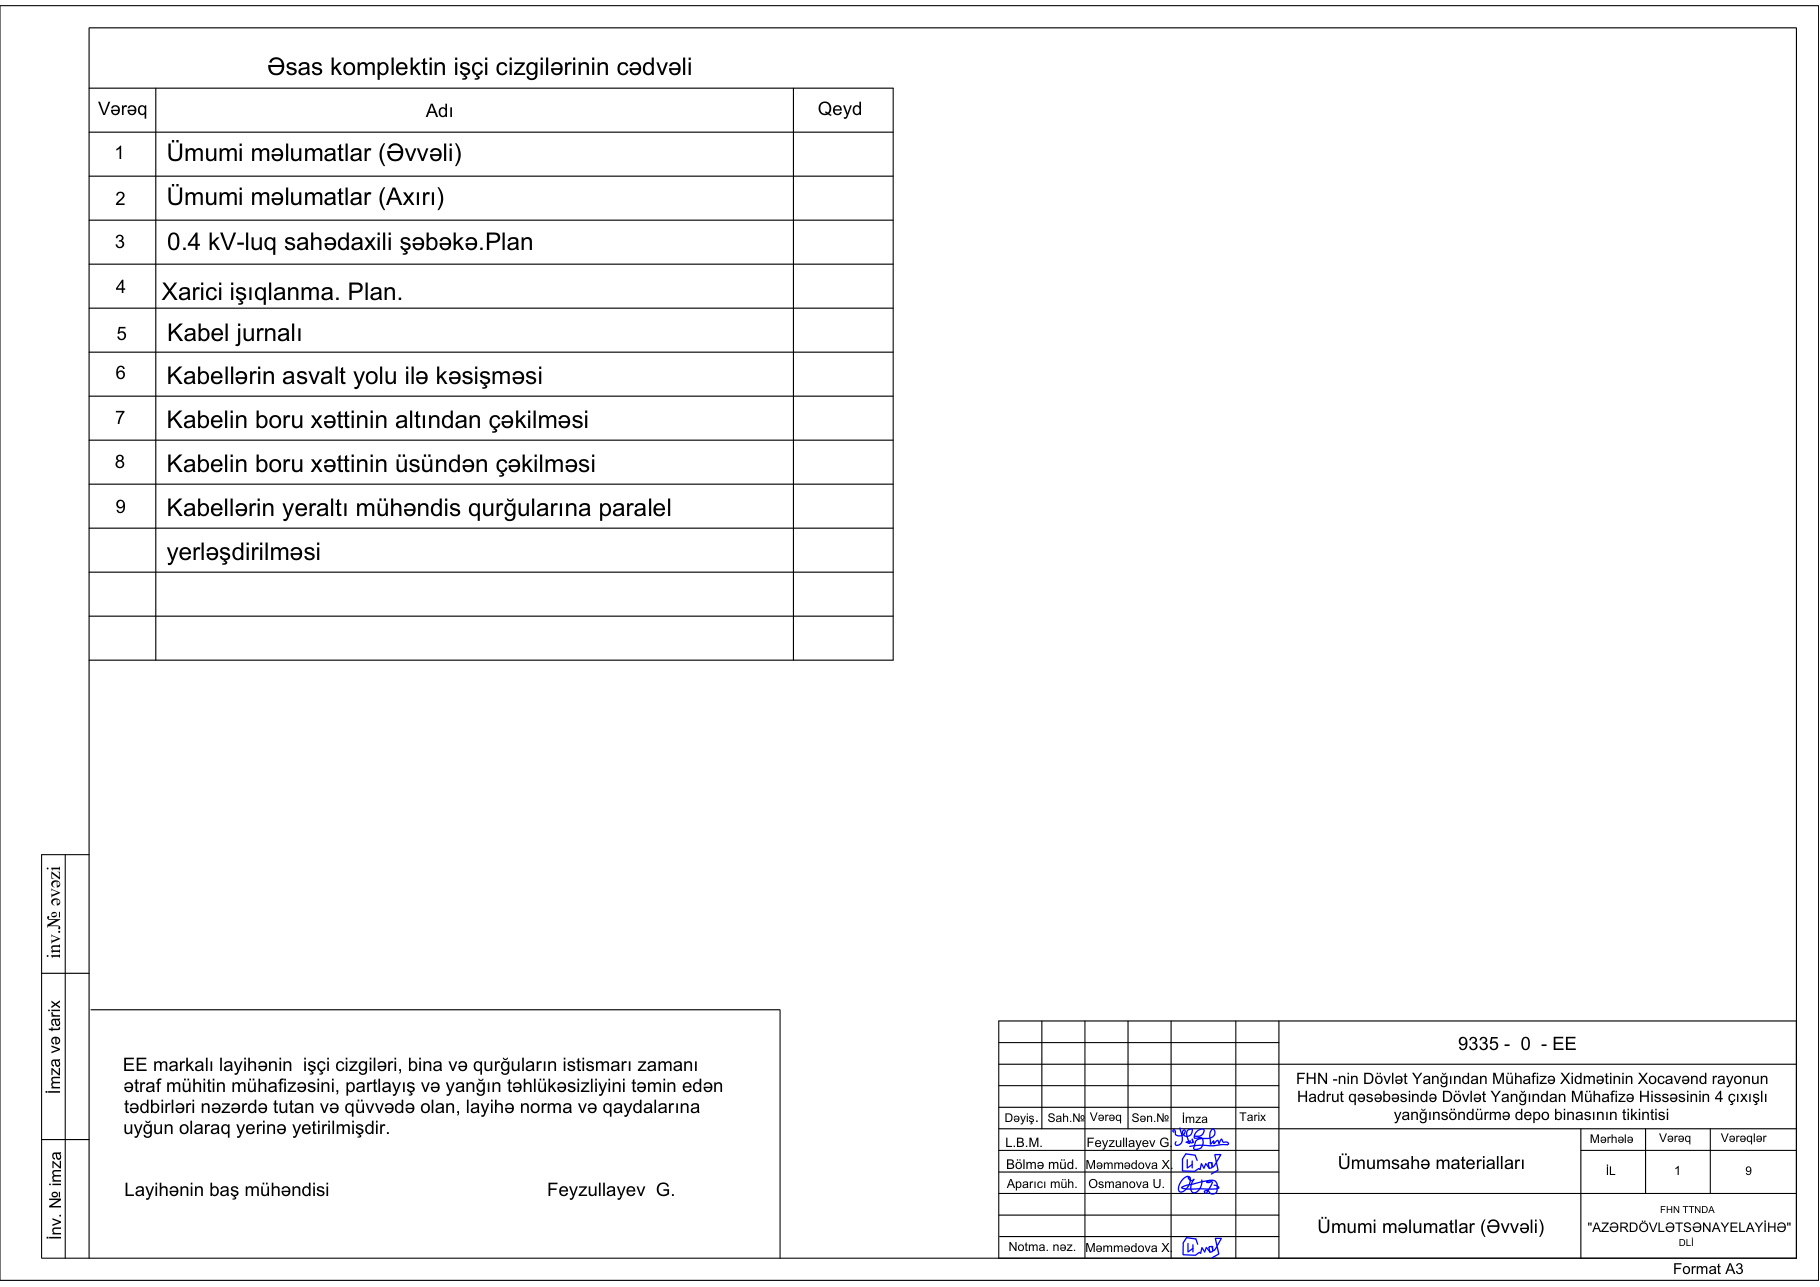 Əsas komplektin işçi cizgilərinin cədvəli
Vərəq Adı Qeyd
1 Ümumi məlumatlar (Əvvəli)
2 Ümumi məlumatlar (Axırı)
3 0.4 kV-luq sahədaxili şəbəkə.Plan
4 Xarici işıqlanma. Plan.
5 Kabel jurnalı
6 Kabellərin asvalt yolu ilə kəsişməsi
7 Kabelin boru xəttinin altından çəkilməsi
8 Kabelin boru xəttinin üsündən çəkilməsi
9 Kabellərin yeraltı mühəndis qurğularına paralel
yerləşdirilməsi
inv.№ əvəzi
İmza və tarix
İnv. № imza
EE markalı layihənin işçi cizgiləri, bina və qurğuların istismarı zamanı
ətraf mühitin mühafizəsini, partlayış və yanğın təhlükəsizliyini təmin edən
tədbirləri nəzərdə tutan və qüvvədə olan, layihə norma və qaydalarına
uyğun olaraq yerinə yetirilmişdir.
Layihənin baş mühəndisi Feyzullayev G.
9335 - 0 - EE
FHN -nin Dövlət Yanğından Mühafizə Xidmətinin Xocavənd rayonun
Hadrut qəsəbəsində Dövlət Yanğından Mühafizə Hissəsinin 4 çıxışlı
yanğınsöndürmə depo binasının tikintisi
Dəyiş. Sah.№ Vərəq Sən.№ İmza Tarix
L.B.M. Feyzullayev G.
Bölmə müd. Məmmədova X.
Aparıcı müh. Osmanova U.
Notma. nəz. Məmmədova X.
Ümumsahə materialları
Mərhələ Vərəq Vərəqlər
İL 1 9
Ümumi məlumatlar (Əvvəli)
FHN TTNDA
"AZƏRDÖVLƏTSƏNAYELAYİHƏ"
DLİ
Format A3